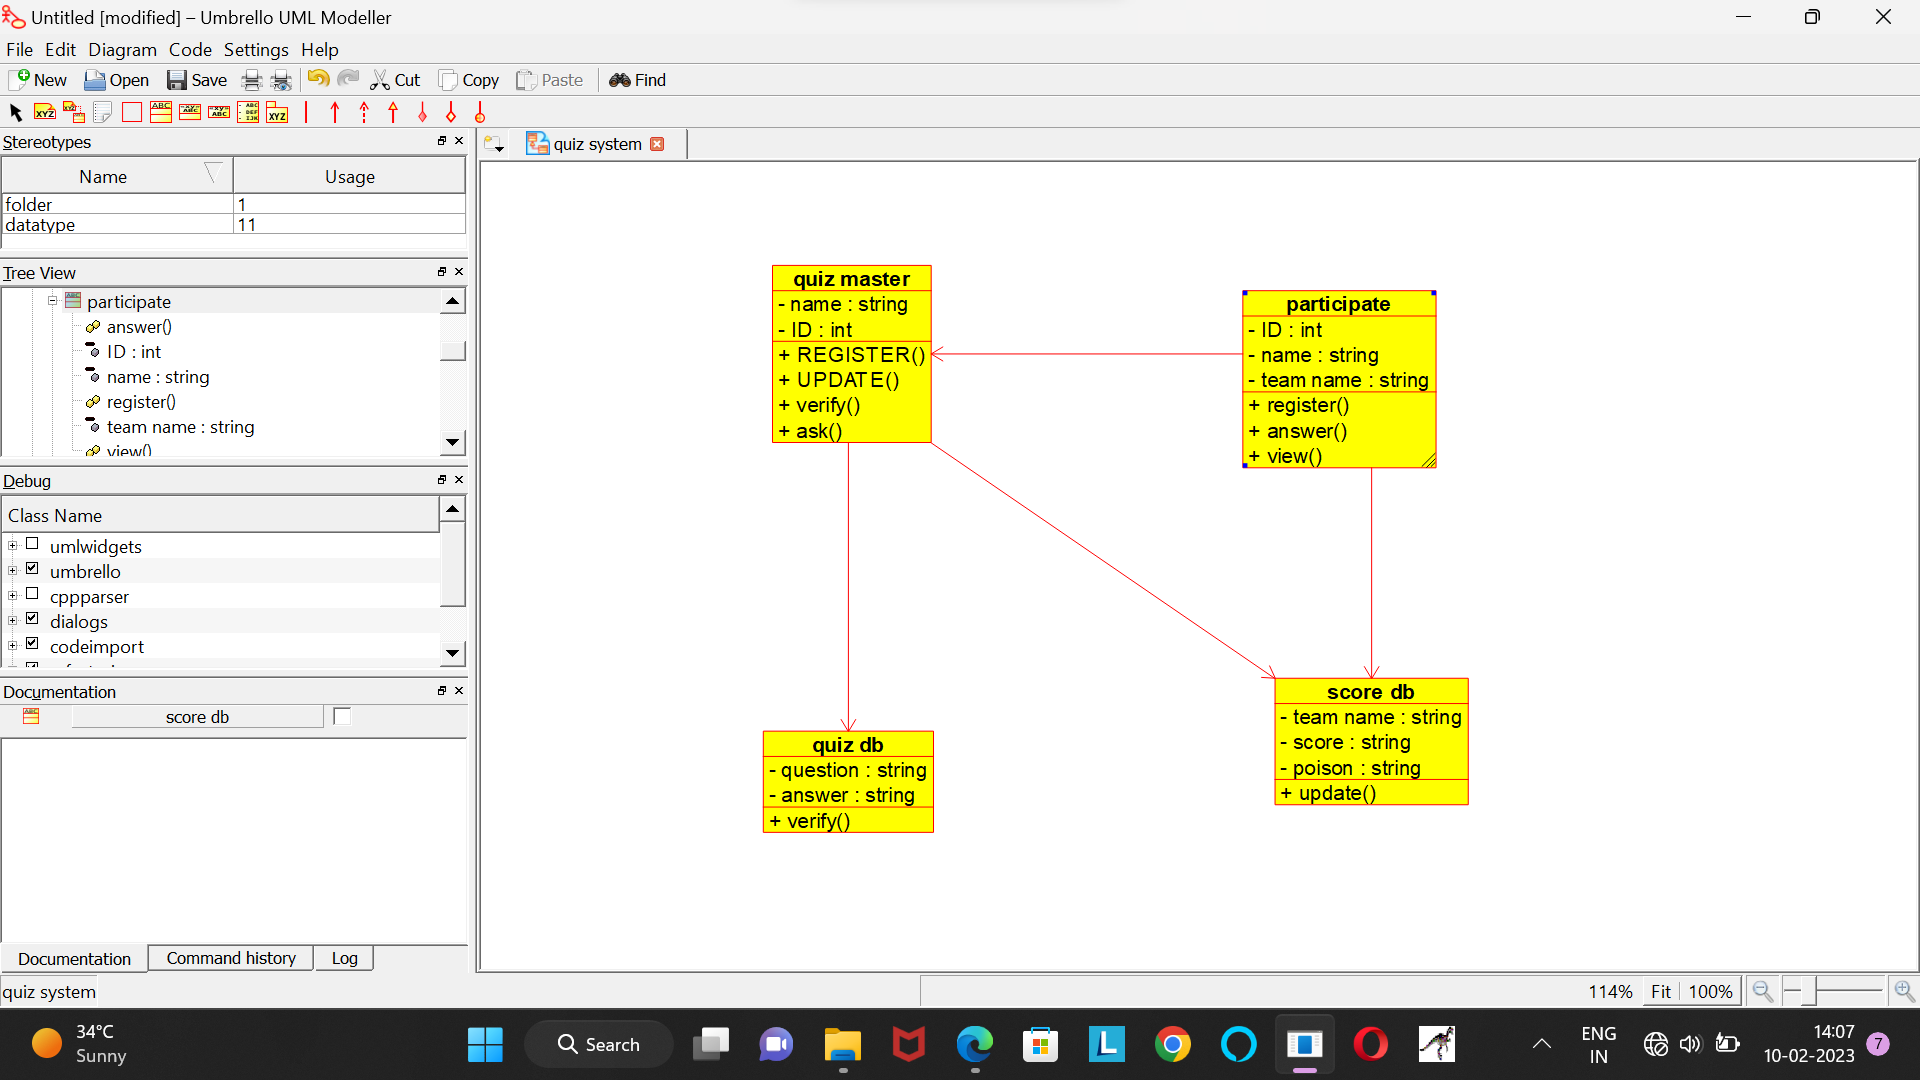 Untitled [modified] – Umbrello UML Modeller
File Edit Diagram Code Settings Help
New Open Save Cut Copy Paste Find
Stereotypes
quiz system
Name Usage
folder 1
datatype 11
Tree View
participate
answer()
ID : int
name : string
register()
team name : string
view()
Debug
Class Name
umlwidgets
umbrello
cppparser
dialogs
codeimport
Documentation
score db
Documentation Command history Log
quiz master
- name : string
- ID : int
+ REGISTER()
+ UPDATE()
+ verify()
+ ask()
participate
- ID : int
- name : string
- team name : string
+ register()
+ answer()
+ view()
quiz db
- question : string
- answer : string
+ verify()
score db
- team name : string
- score : string
- poison : string
+ update()
quiz system
114% Fit 100%
34°C
Sunny
Search
ENG
IN
14:07
10-02-2023
7